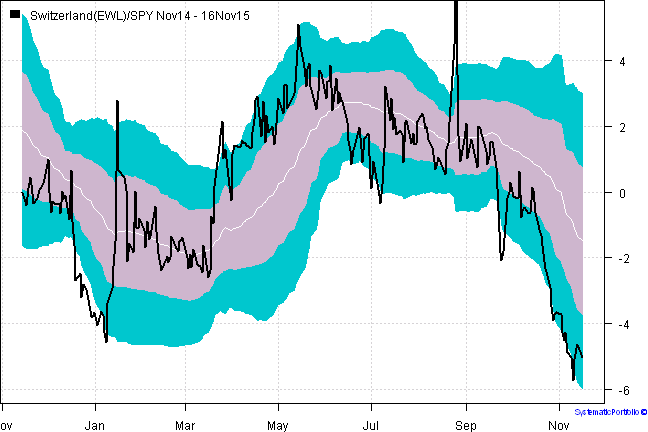 Switzerland(EWL)/SPY Nov14 - 16Nov15
4
2
0
-2
-4
-6
SystematicPortfolio ©
ov Jan Mar May Jul Sep Nov